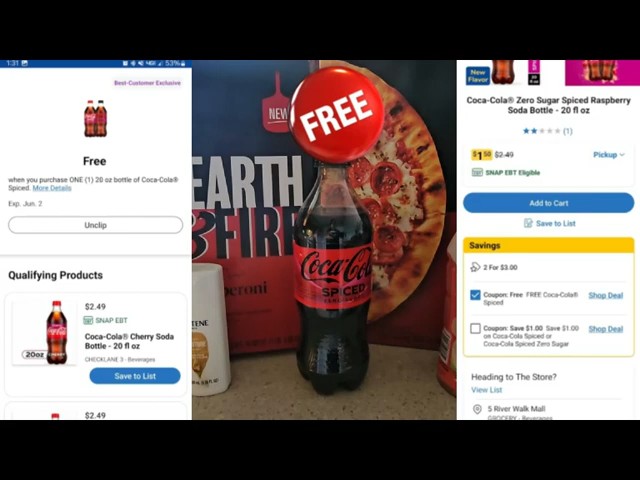 1:31
53%
Best-Customer Exclusive
Free
when you purchase ONE (1) 20 oz bottle of Coca-Cola®
Spiced. More Details
Exp. Jun. 2
Unclip
Qualifying Products
$2.49
SNAP EBT
Coca-Cola® Cherry Soda
Bottle - 20 fl oz
20oz
CHECKLANE 3 - Beverages
Save to List
$2.49
NEW
FREE
EARTH
& FIRE
peroni
Coca-Cola
SPICED
TENE
New
Flavor
Coca-Cola® Zero Sugar Spiced Raspberry
Soda Bottle - 20 fl oz
(1)
$1.50 $2.49
Pickup
SNAP EBT Eligible
Add to Cart
Save to List
Savings
2 For $3.00
Coupon: Free FREE Coca-Cola®
Spiced
Shop Deal
Coupon: Save $1.00 Save $1.00
on Coca-Cola Spiced or
Coca-Cola Spiced Zero Sugar
Shop Deal
Heading to The Store?
View List
S River Walk Mall
GROCERY - Beverages